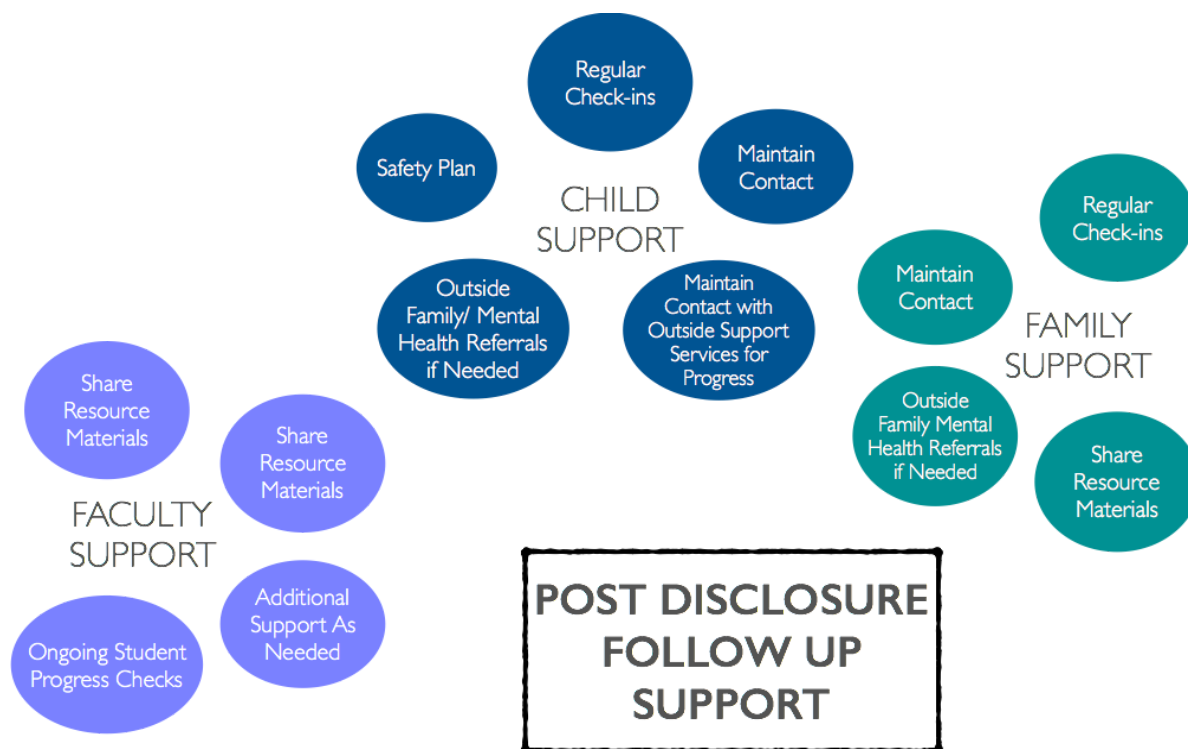 Regular
Check-ins
Safety Plan
Maintain
Contact
CHILD
SUPPORT
Outside
Family/ Mental
Health Referrals
if Needed
Maintain
Contact with
Outside Support
Services for
Progress
Regular
Check-ins
Maintain
Contact
FAMILY
SUPPORT
Outside
Family Mental
Health Referrals
if Needed
Share
Resource
Materials
Share
Resource
Materials
Share
Resource
Materials
FACULTY
SUPPORT
Additional
Support As
Needed
Ongoing Student
Progress Checks
POST DISCLOSURE
FOLLOW UP
SUPPORT